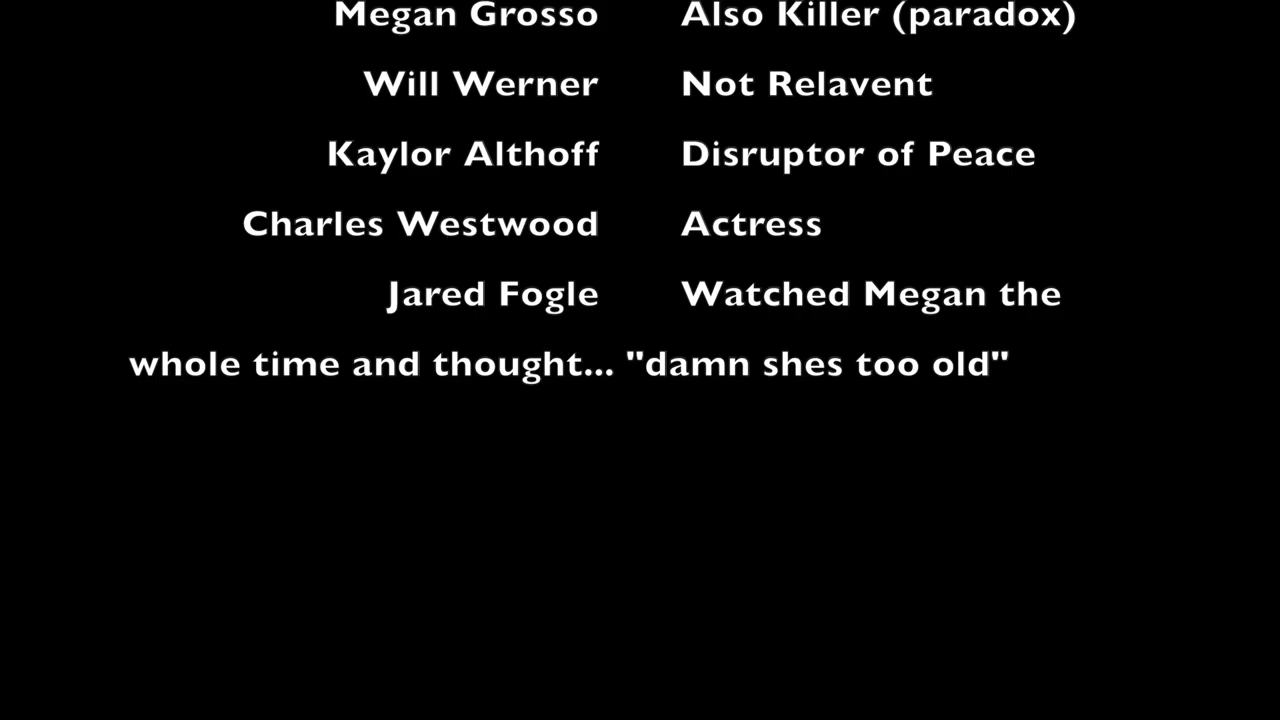 Megan Grosso Also Killer (paradox)
Will Werner Not Relavent
Kaylor Althoff Disruptor of Peace
Charles Westwood Actress
Jared Fogle Watched Megan the
whole time and thought... "damn shes too old"